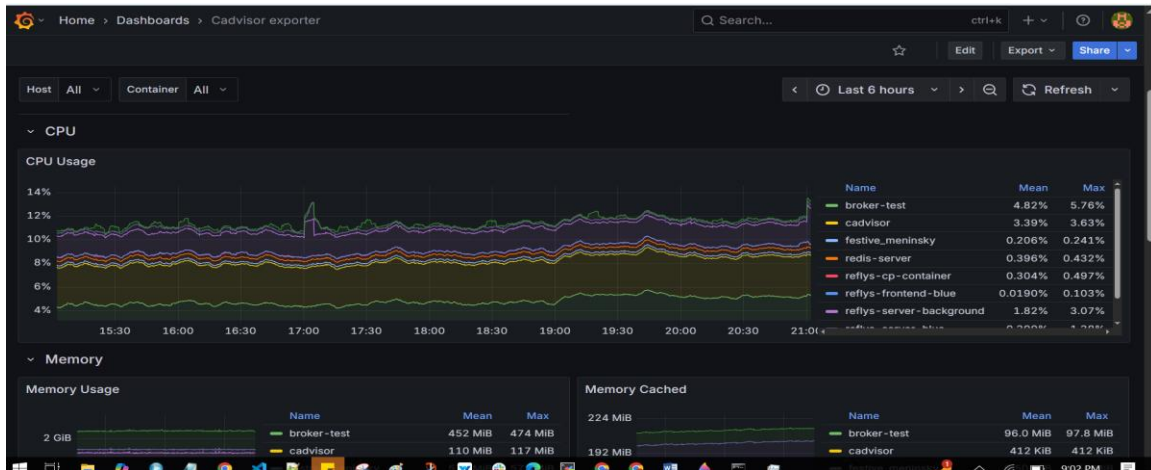 Home › Dashboards › Cadvisor exporter
Search...
ctrl+k
Edit
Export
Share
Host All
Container All
Last 6 hours
Refresh
CPU
CPU Usage
14%
12%
10%
8%
6%
4%
15:30 16:00 16:30 17:00 17:30 18:00 18:30 19:00 19:30 20:00 20:30 21:0
Name Mean Max
broker-test 4.82% 5.76%
cadvisor 3.39% 3.63%
festive_meninsky 0.206% 0.241%
redis-server 0.396% 0.432%
reflys-cp-container 0.304% 0.497%
reflys-frontend-blue 0.0190% 0.103%
reflys-server-background 1.82% 3.07%
Memory
Memory Usage
2 GiB
Name Mean Max
broker-test 452 MiB 474 MiB
cadvisor 110 MiB 117 MiB
Memory Cached
224 MiB
192 MiB
Name Mean Max
broker-test 96.0 MiB 97.8 MiB
cadvisor 412 KiB 412 KiB
9:02 PM